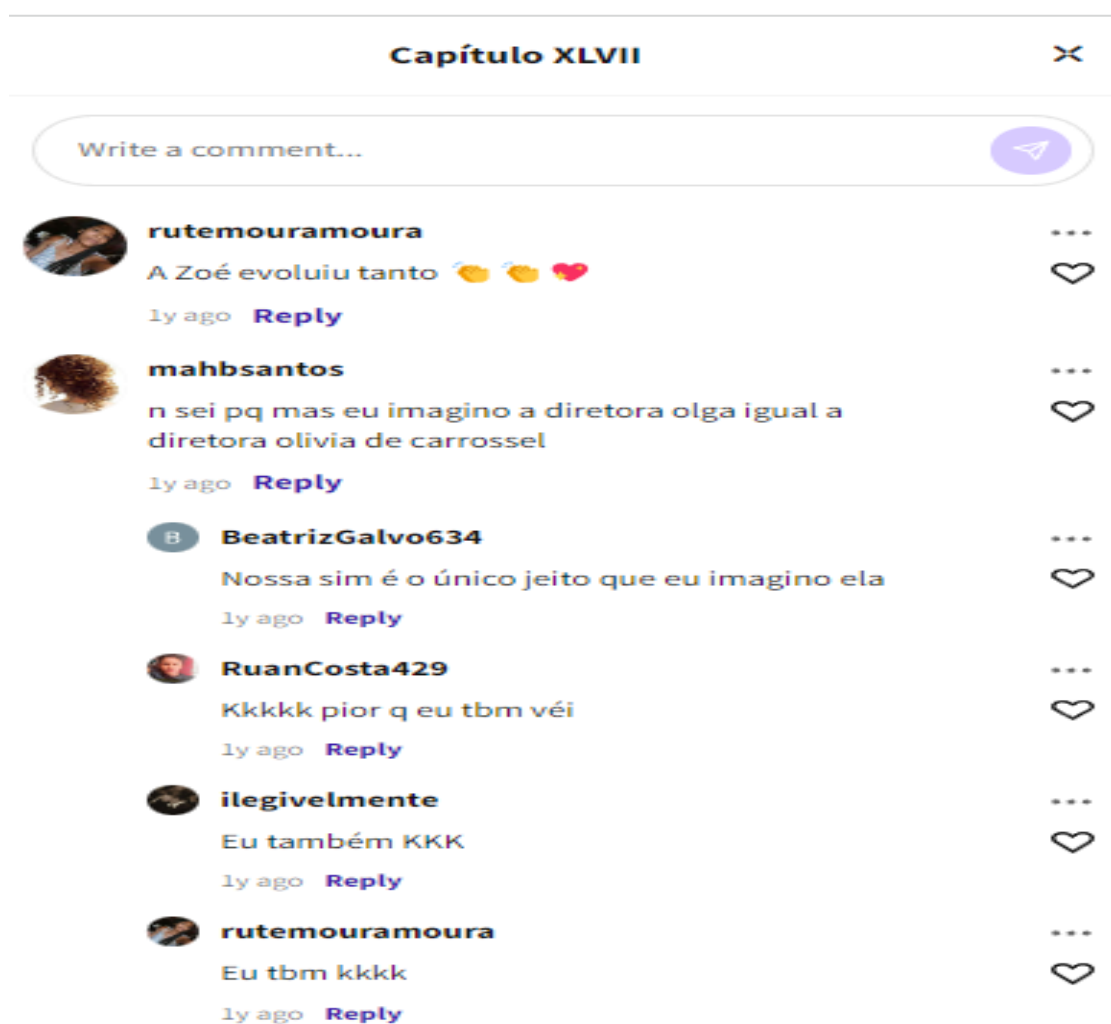 Capítulo XLVII
Write a comment...
rutemouramoura
A Zoé evoluiu tanto 👏 👏 💖
1y ago Reply
mahbsantos
n sei pq mas eu imagino a diretora olga igual a
diretora olivia de carrossel
1y ago Reply
B
BeatrizGalvo634
Nossa sim é o único jeito que eu imagino ela
1y ago Reply
RuanCosta429
Kkkkk pior q eu tbm véi
1y ago Reply
ilegivelmente
Eu também KKK
1y ago Reply
rutemouramoura
Eu tbm kkkk
1y ago Reply